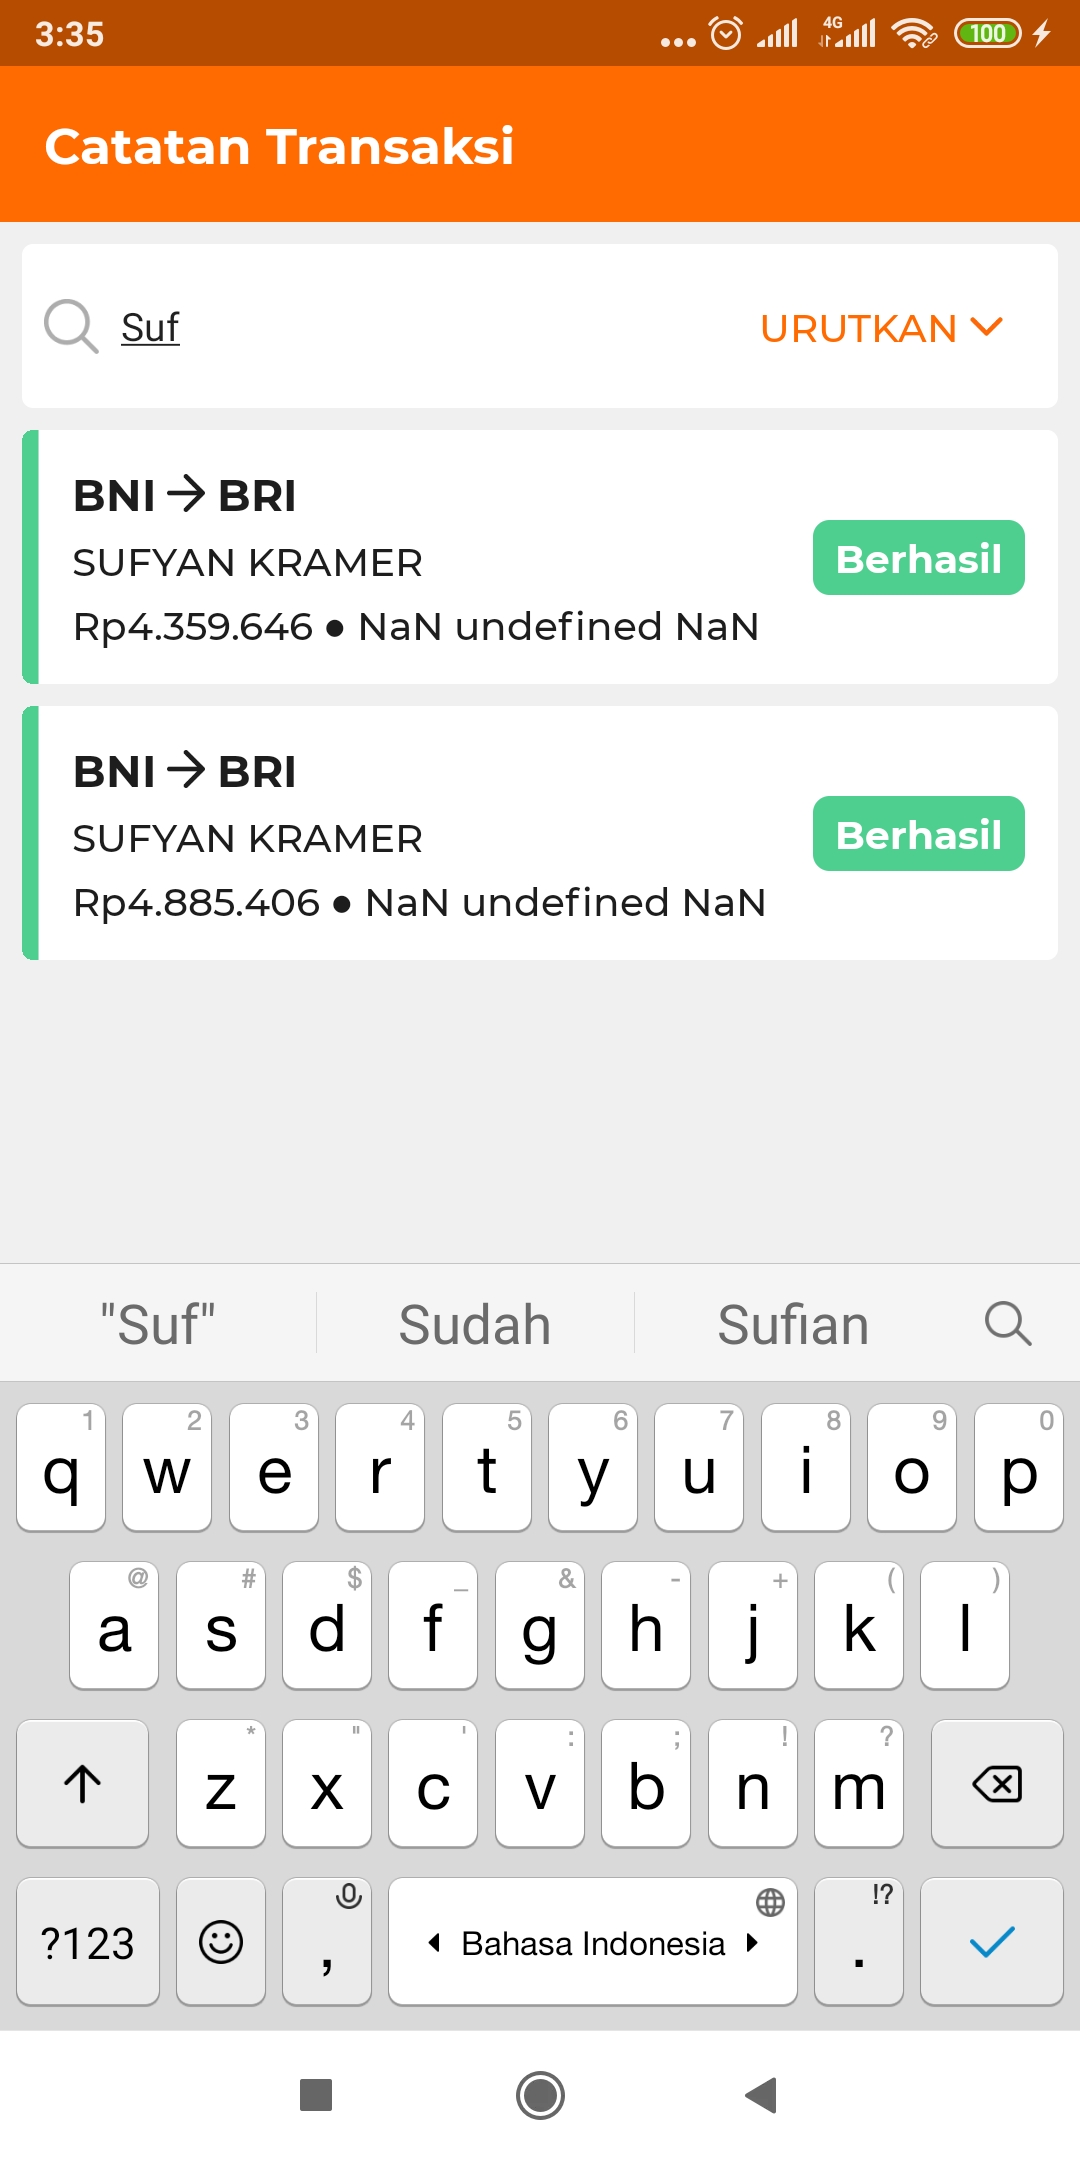 3:35
4G
100
Catatan Transaksi
Suf
URUTKAN
BNI → BRI
SUFYAN KRAMER
Berhasil
Rp4.359.646 ● NaN undefined NaN
BNI → BRI
SUFYAN KRAMER
Berhasil
Rp4.885.406 ● NaN undefined NaN
"Suf" Sudah Sufian
1 2 3 4 5 6 7 8 9 0
q w e r t y u i o p
@ # $ _ & - + ( )
a s d f g h j k l
* " ' : ; ! ?
z x c v b n m
!?
?123 , Bahasa Indonesia .